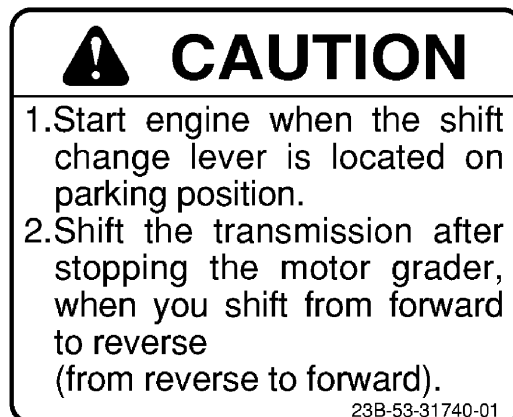 CAUTION
1.Start engine when the shift
change lever is located on
parking position.
2.Shift the transmission after
stopping the motor grader,
when you shift from forward
to reverse
(from reverse to forward).
23B-53-31740-01